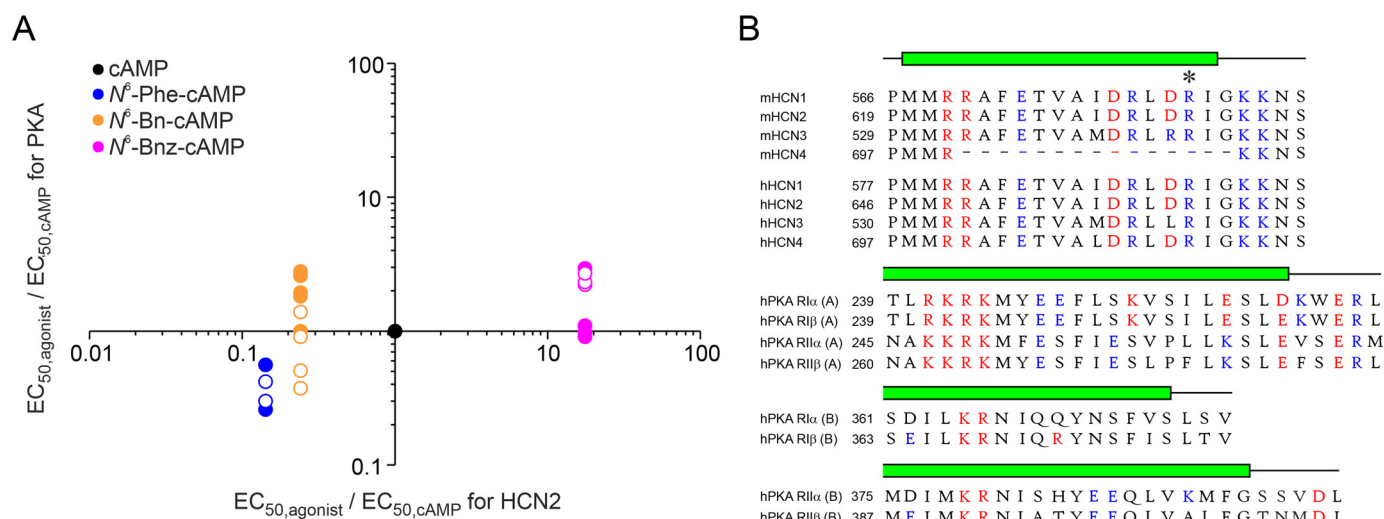 A
cAMP
N⁶-Phe-cAMP
N⁶-Bn-cAMP
N⁶-Bnz-cAMP
EC50,agonist / EC50,cAMP for PKA
100
10
0.1
0.01
0.1
10
100
EC50,agonist / EC50,cAMP for HCN2
B
*
mHCN1 566 P M M R R A F E T V A I D R L D R I G K K N S
mHCN2 619 P M M R R A F E T V A I D R L D R I G K K N S
mHCN3 529 P M M R R A F E T V A M D R L R R I G K K N S
mHCN4 697 P M M R - - - - - - - - - - - - - - - K K N S
hHCN1 577 P M M R R A F E T V A I D R L D R I G K K N S
hHCN2 646 P M M R R A F E T V A I D R L D R I G K K N S
hHCN3 530 P M M R R A F E T V A M D R L L R I G K K N S
hHCN4 697 P M M R R A F E T V A L D R L D R I G K K N S
hPKA RIα (A) 239 T L R K R K M Y E E F L S K V S I L E S L D K W E R L
hPKA RIβ (A) 239 T L R K R K M Y E E F L S K V S I L E S L E K W E R L
hPKA RIIα (A) 245 N A K K R K M F E S F I E S V P L L K S L E V S E R M
hPKA RIIβ (A) 260 N A K K R K M Y E S F I E S L P F L K S L E F S E R L
hPKA RIα (B) 361 S D I L K R N I Q Q Y N S F V S L S V
hPKA RIβ (B) 363 S E I L K R N I Q R Y N S F I S L T V
hPKA RIIα (B) 375 M D I M K R N I S H Y E E Q L V K M F G S S V D L
hPKA RIIβ (B) 387 M E I M K R N I A T Y E E Q L V A L F G T N M D I